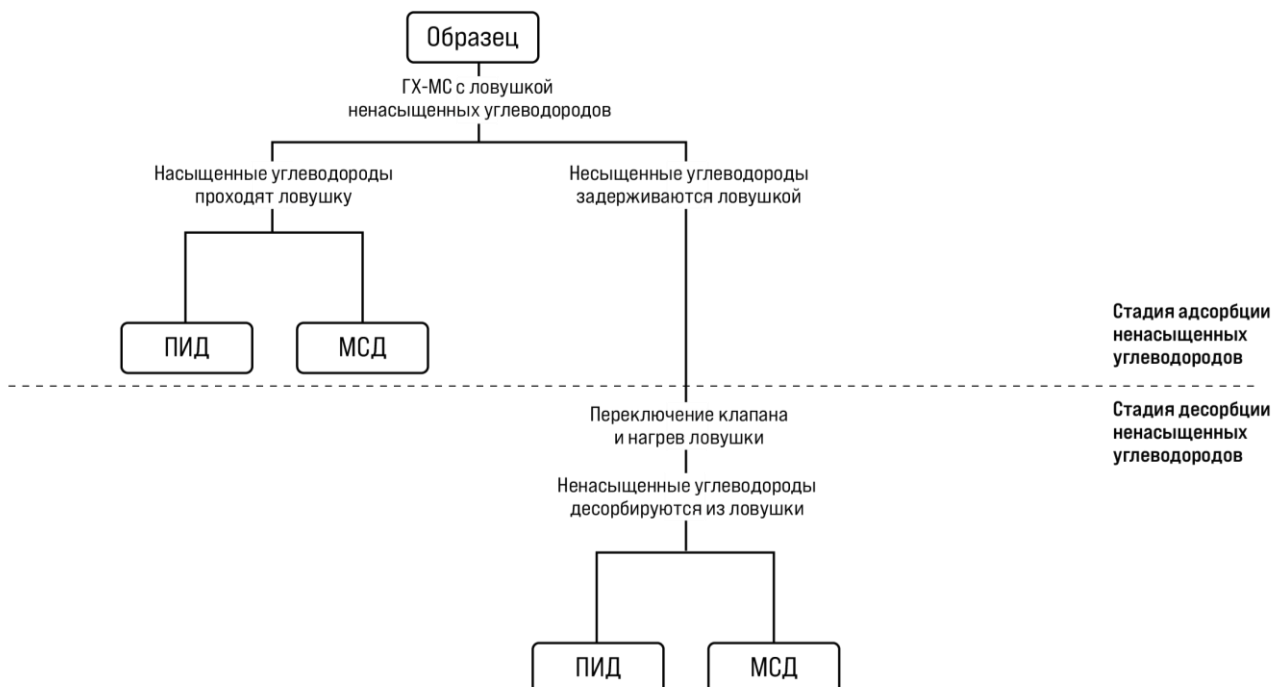 Образец
ГХ-МС с ловушкой
ненасыщенных углеводородов
Насыщенные углеводороды
проходят ловушку
Несыщенные углеводороды
задерживаются ловушкой
ПИД
МСД
Стадия адсорбции
ненасыщенных
углеводородов
Переключение клапана
и нагрев ловушки
Стадия десорбции
ненасыщенных
углеводородов
Ненасыщенные углеводороды
десорбируются из ловушки
ПИД
МСД